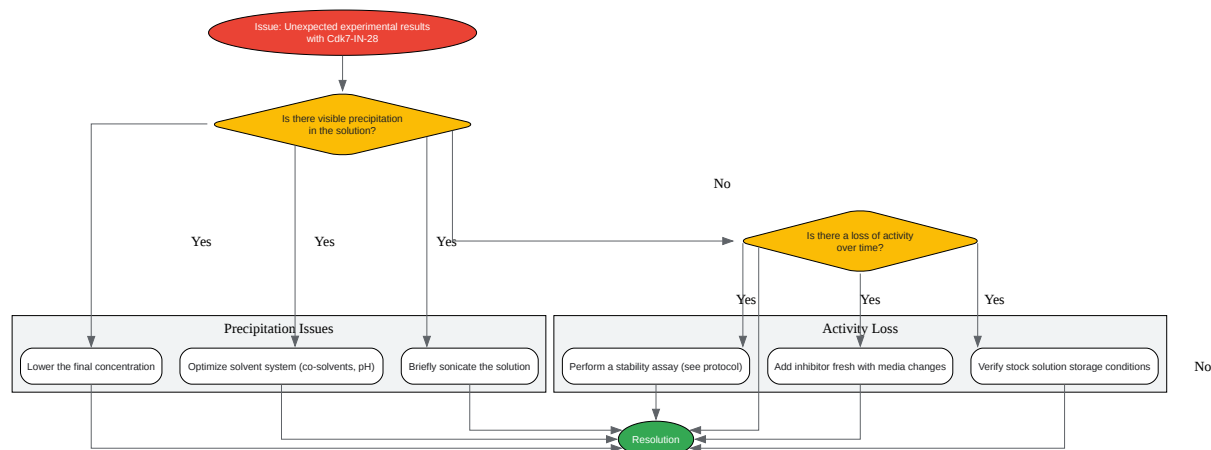 Issue: Unexpected experimental results
with Cdk7-IN-28
Is there visible precipitation
in the solution?
No
Is there a loss of activity
over time?
Yes
Yes
Yes
Yes
Yes
Yes
Precipitation Issues
Activity Loss
Lower the final concentration
Optimize solvent system (co-solvents, pH)
Briefly sonicate the solution
Perform a stability assay (see protocol)
Add inhibitor fresh with media changes
Verify stock solution storage conditions
No
Resolution